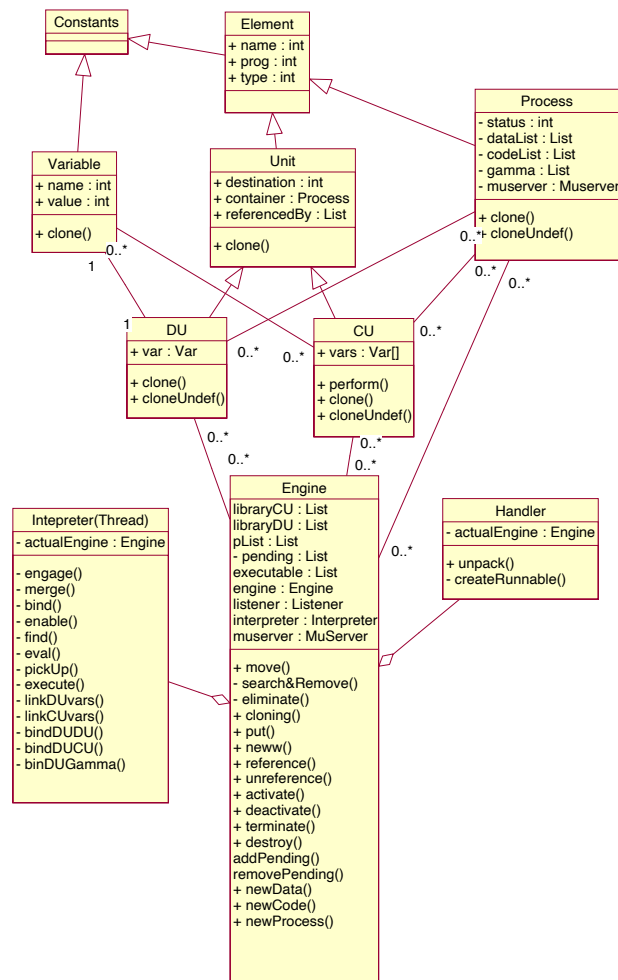 Constants
Element
+ name : int
+ prog : int
+ type : int
Process
- status : int
- dataList : List
- codeList : List
- gamma : List
- muserver : Muserver
+ clone()
+ cloneUndef()
Variable
+ name : int
+ value : int
+ clone()
Unit
+ destination : int
+ container : Process
+ referencedBy : List
+ clone()
0..*
1
0..*
0..*
0..*
DU
+ var : Var
+ clone()
+ cloneUndef()
1
0..*
CU
+ vars : Var[]
+ perform()
+ clone()
+ cloneUndef()
0..*
0..*
0..*
0..*
0..*
0..*
Engine
libraryCU : List
libraryDU : List
pList : List
- pending : List
executable : List
engine : Engine
listener : Listener
interpreter : Interpreter
muserver : MuServer
+ move()
- search&Remove()
- eliminate()
+ cloning()
+ put()
+ neww()
+ reference()
+ unreference()
+ activate()
+ deactivate()
+ terminate()
+ destroy()
addPending()
removePending()
+ newData()
+ newCode()
+ newProcess()
0..*
Intepreter(Thread)
- actualEngine : Engine
- engage()
- merge()
- bind()
- enable()
- find()
- eval()
- pickUp()
- execute()
- linkDUvars()
- linkCUvars()
- bindDUDU()
- bindDUCU()
- binDUGamma()
Handler
- actualEngine : Engine
+ unpack()
- createRunnable()